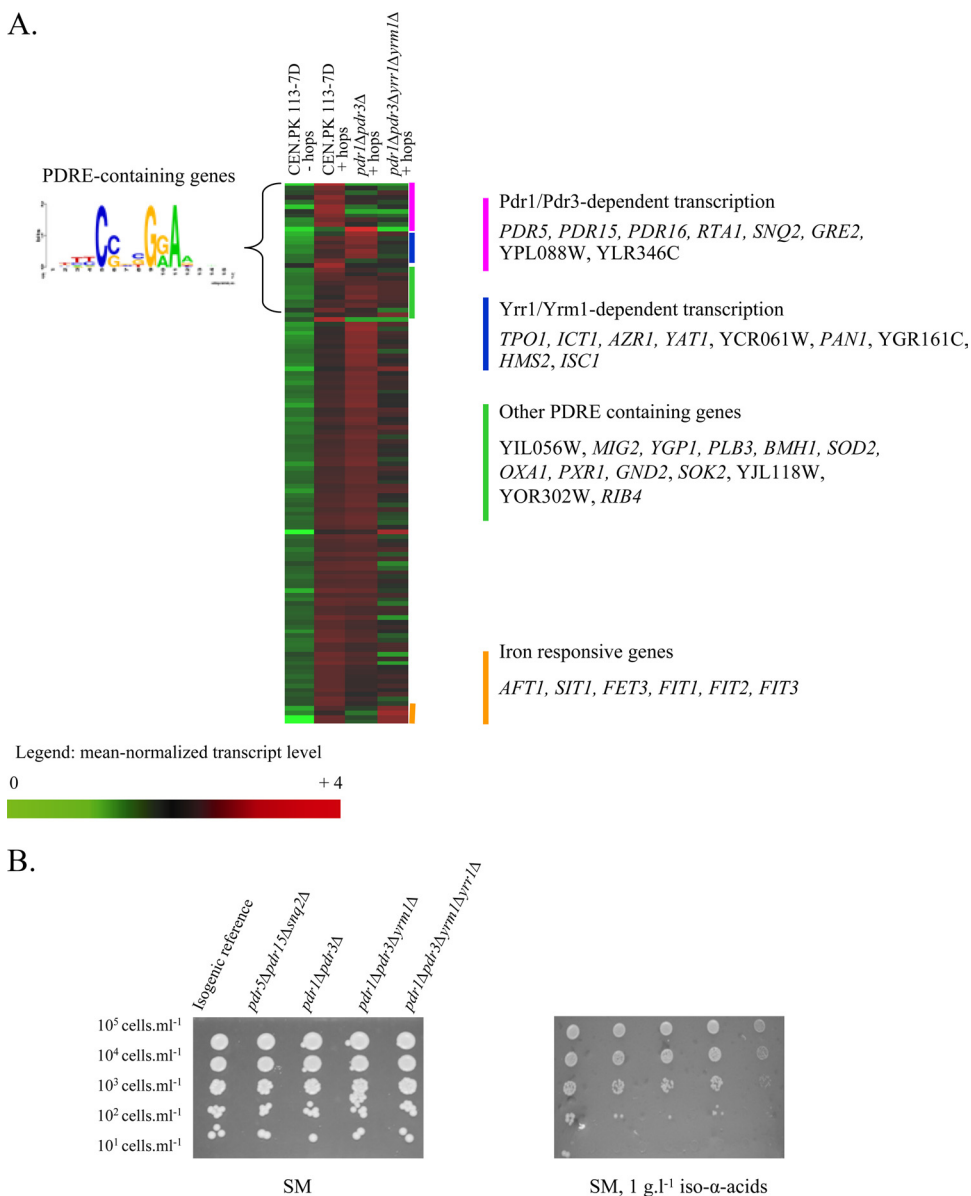 A.
CEN.PK 113-7D
- hops
CEN.PK 113-7D
+ hops
pdr1Δpdr3Δ
+ hops
pdr1Δpdr3Δyrr1Δyrm1Δ
+ hops
PDRE-containing genes
Pdr1/Pdr3-dependent transcription
PDR5, PDR15, PDR16, RTA1, SNQ2, GRE2,
YPL088W, YLR346C
Yrr1/Yrm1-dependent transcription
TPO1, ICT1, AZR1, YAT1, YCR061W, PAN1, YGR161C,
HMS2, ISC1
Other PDRE containing genes
YIL056W, MIG2, YGP1, PLB3, BMH1, SOD2,
OXA1, PXR1, GND2, SOK2, YJL118W,
YOR302W, RIB4
Iron responsive genes
AFT1, SIT1, FET3, FIT1, FIT2, FIT3
Legend: mean-normalized transcript level
0 + 4
B.
Isogenic reference
pdr5Δpdr15Δsnq2Δ
pdr1Δpdr3Δ
pdr1Δpdr3Δyrm1Δ
pdr1Δpdr3Δyrm1Δyrr1Δ
10⁵ cells.ml⁻¹
10⁴ cells.ml⁻¹
10³ cells.ml⁻¹
10² cells.ml⁻¹
10¹ cells.ml⁻¹
SM
SM, 1 g.l⁻¹ iso-α-acids